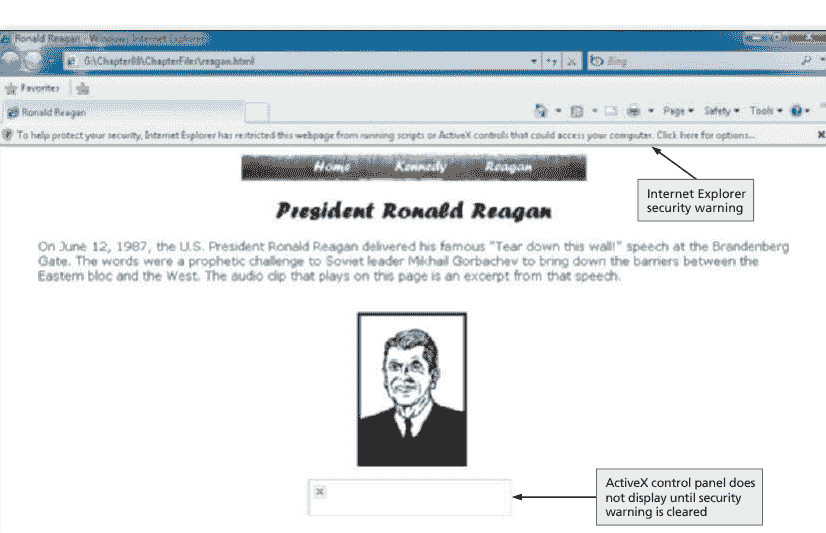 Ronald Reagan - Windows Internet Explorer
G:\Chapter08\ChapterFiles\reagan.html
Bing
Favorites
Ronald Reagan
Page Safety Tools
To help protect your security, Internet Explorer has restricted this webpage from running scripts or ActiveX controls that could access your computer. Click here for options...
Home Kennedy Reagan
Internet Explorer
security warning
President Ronald Reagan
On June 12, 1987, the U.S. President Ronald Reagan delivered his famous "Tear down this wall!" speech at the Brandenberg
Gate. The words were a prophetic challenge to Soviet leader Mikhail Gorbachev to bring down the barriers between the
Eastern bloc and the West. The audio clip that plays on this page is an excerpt from that speech.
ActiveX control panel does
not display until security
warning is cleared